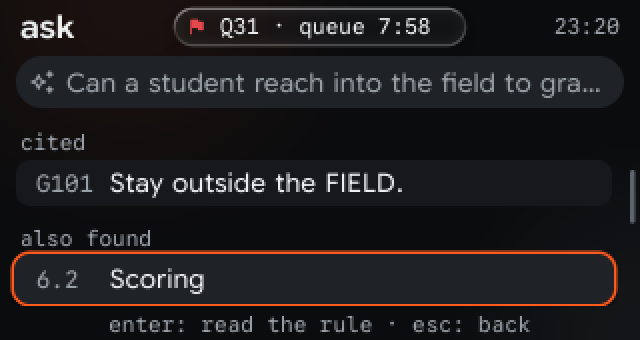 ask
Q31 · queue 7:58
23:20
Can a student reach into the field to gra...
cited
G101 Stay outside the FIELD.
also found
6.2 Scoring
enter: read the rule · esc: back